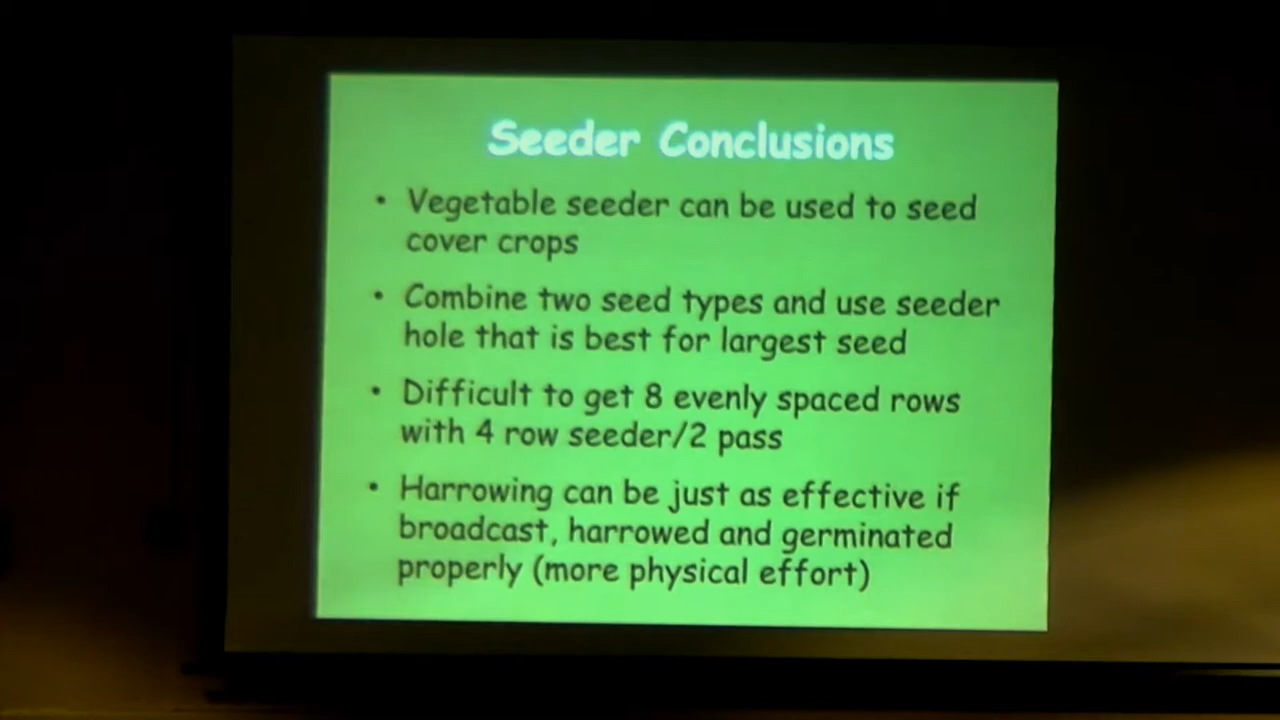 Seeder Conclusions
• Vegetable seeder can be used to seed
cover crops
• Combine two seed types and use seeder
hole that is best for largest seed
• Difficult to get 8 evenly spaced rows
with 4 row seeder/2 pass
• Harrowing can be just as effective if
broadcast, harrowed and germinated
properly (more physical effort)